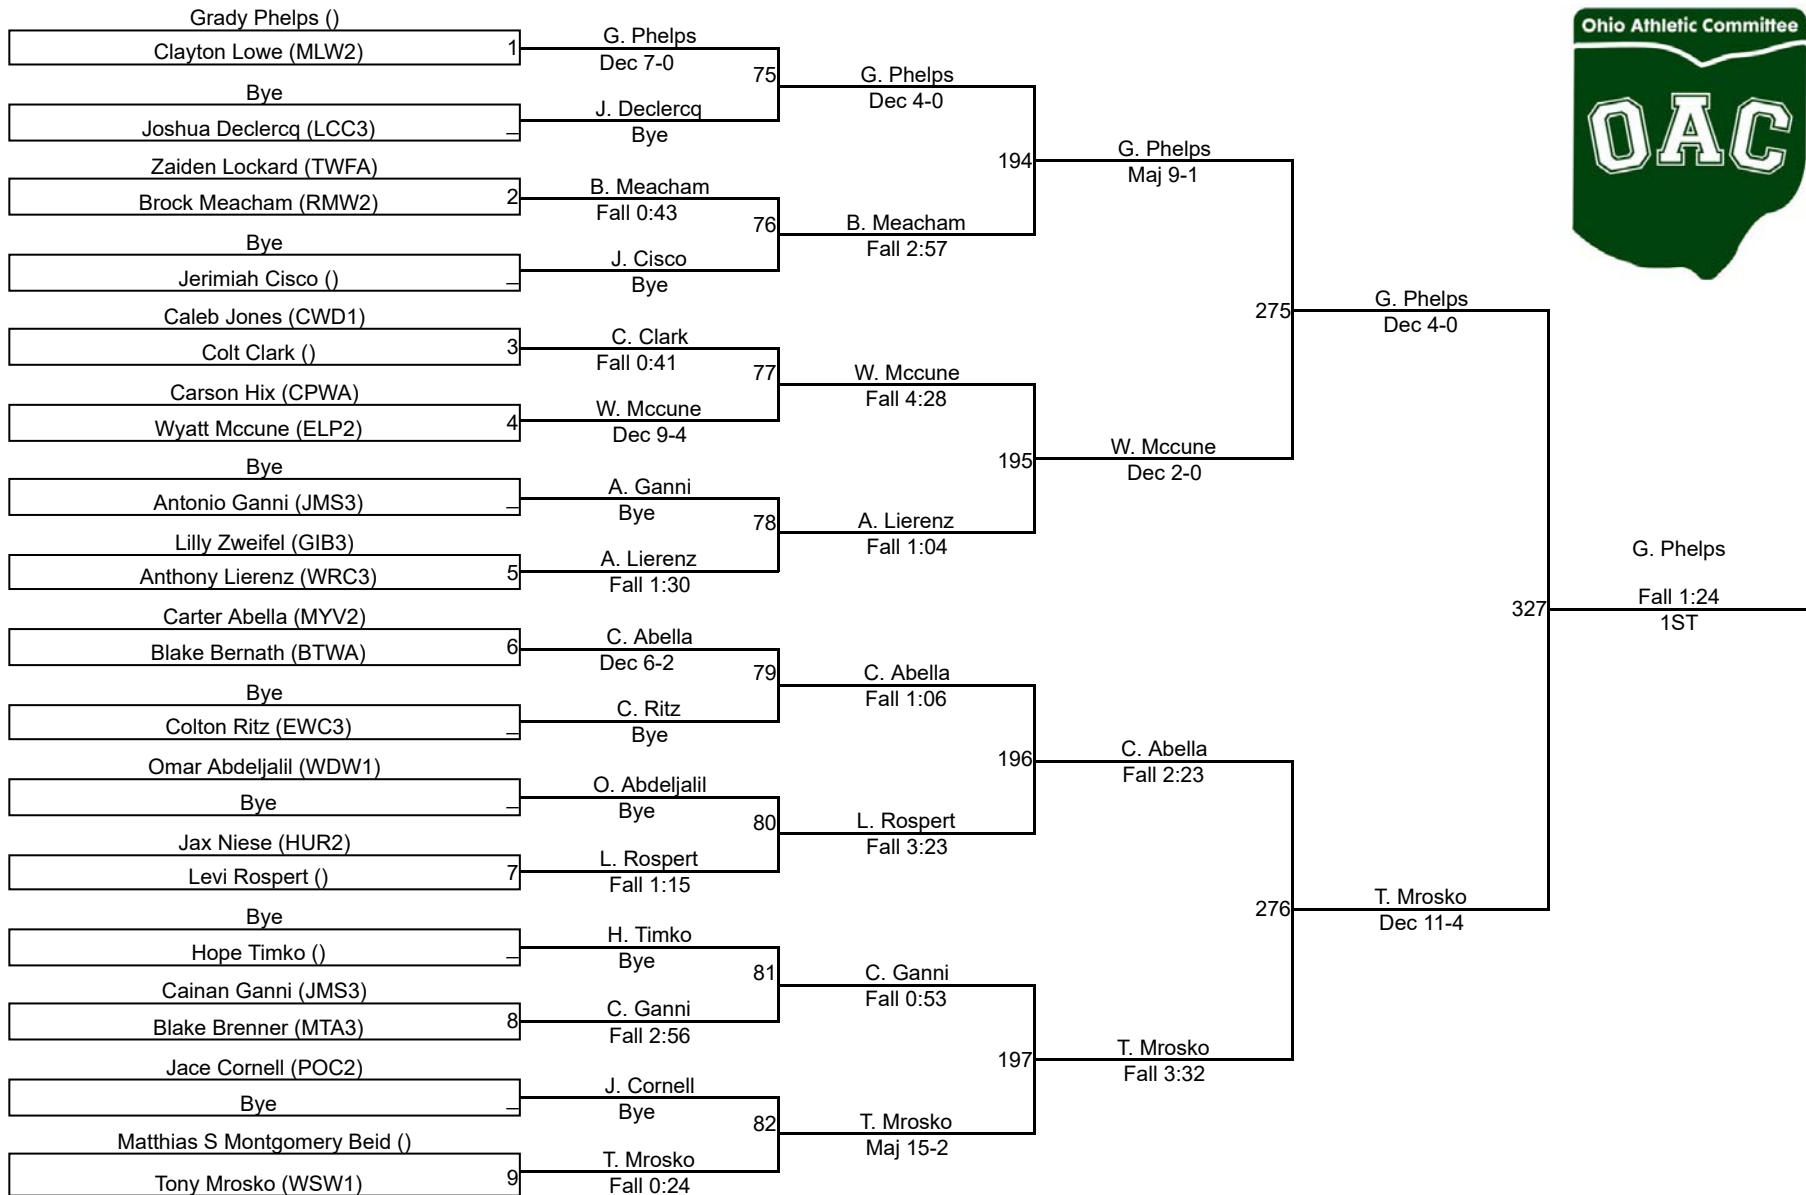 Grady Phelps ()
Clayton Lowe (MLW2)
1
Bye
Joshua Declercq (LCC3)
_
Zaiden Lockard (TWFA)
Brock Meacham (RMW2)
2
Bye
Jerimiah Cisco ()
_
Caleb Jones (CWD1)
Colt Clark ()
3
Carson Hix (CPWA)
Wyatt Mccune (ELP2)
4
Bye
Antonio Ganni (JMS3)
_
Lilly Zweifel (GIB3)
Anthony Lierenz (WRC3)
5
Carter Abella (MYV2)
Blake Bernath (BTWA)
6
Bye
Colton Ritz (EWC3)
_
Omar Abdeljalil (WDW1)
Bye
_
Jax Niese (HUR2)
Levi Rospert ()
7
Bye
Hope Timko ()
_
Cainan Ganni (JMS3)
Blake Brenner (MTA3)
8
Jace Cornell (POC2)
Bye
_
Matthias S Montgomery Beid ()
Tony Mrosko (WSW1)
9
G. Phelps
Dec 7-0
75
J. Declercq
Bye
B. Meacham
Fall 0:43
76
J. Cisco
Bye
C. Clark
Fall 0:41
77
W. Mccune
Dec 9-4
A. Ganni
Bye
78
A. Lierenz
Fall 1:30
C. Abella
Dec 6-2
79
C. Ritz
Bye
O. Abdeljalil
Bye
80
L. Rospert
Fall 1:15
H. Timko
Bye
81
C. Ganni
Fall 2:56
J. Cornell
Bye
82
T. Mrosko
Fall 0:24
G. Phelps
Dec 4-0
194
B. Meacham
Fall 2:57
W. Mccune
Fall 4:28
195
A. Lierenz
Fall 1:04
C. Abella
Fall 1:06
196
L. Rospert
Fall 3:23
C. Ganni
Fall 0:53
197
T. Mrosko
Maj 15-2
G. Phelps
Maj 9-1
275
W. Mccune
Dec 2-0
C. Abella
Fall 2:23
276
T. Mrosko
Fall 3:32
G. Phelps
Dec 4-0
327
T. Mrosko
Dec 11-4
G. Phelps
Fall 1:24
1ST
Ohio Athletic Committee
OAC